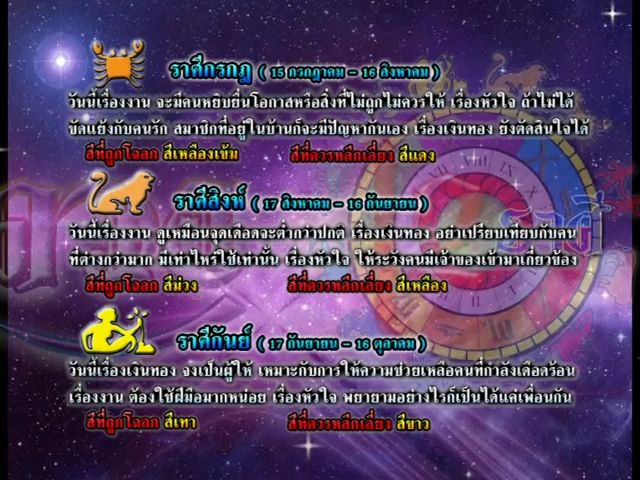 ราศีกรกฎ ( 15 กรกฎาคม - 16 สิงหาคม )
วันนี้เรื่องงาน จะมีคนหยิบยื่นโอกาสหรือสิ่งที่ไม่ถูกไม่ควรให้ เรื่องหัวใจ ถ้าไม่ได้
ขัดแย้งกับคนรัก สมาชิกที่อยู่ในบ้านก็จะมีปัญหากันเอง เรื่องเงินทอง ยังตัดสินใจได้
สีที่ถูกโฉลก สีเหลืองเข้ม สีที่ควรหลีกเลี่ยง สีแดง
ราศีสิงห์ ( 17 สิงหาคม - 16 กันยายน )
วันนี้เรื่องงาน ดูเหมือนจุดเดือดจะต่ำกว่าปกติ เรื่องเงินทอง อย่าเปรียบเทียบกับคน
ที่ต่างกว่ามาก มีเท่าไหร่ใช้เท่านั้น เรื่องหัวใจ ให้ระวังคนมีเจ้าของเข้ามาเกี่ยวข้อง
สีที่ถูกโฉลก สีม่วง สีที่ควรหลีกเลี่ยง สีเหลือง
ราศีกันย์ ( 17 กันยายน - 16 ตุลาคม )
วันนี้เรื่องเงินทอง จงเป็นผู้ให้ เหมาะกับการให้ความช่วยเหลือคนที่กำลังเดือดร้อน
เรื่องงาน ต้องใช้ฝีมือมากหน่อย เรื่องหัวใจ พยายามอย่างไรก็เป็นได้แค่เพื่อนกัน
สีที่ถูกโฉลก สีเทา สีที่ควรหลีกเลี่ยง สีขาว